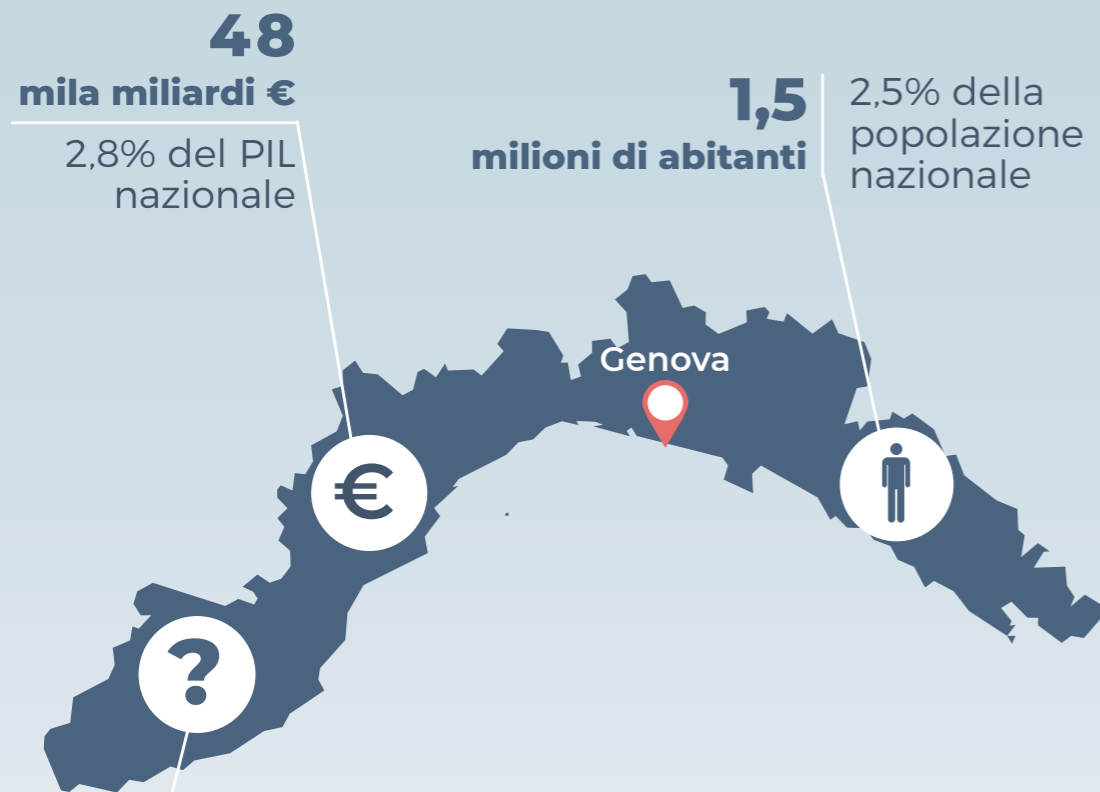 48
mila miliardi €
2,8% del PIL
nazionale
1,5
milioni di abitanti
2,5% della
popolazione
nazionale
Genova
€
?